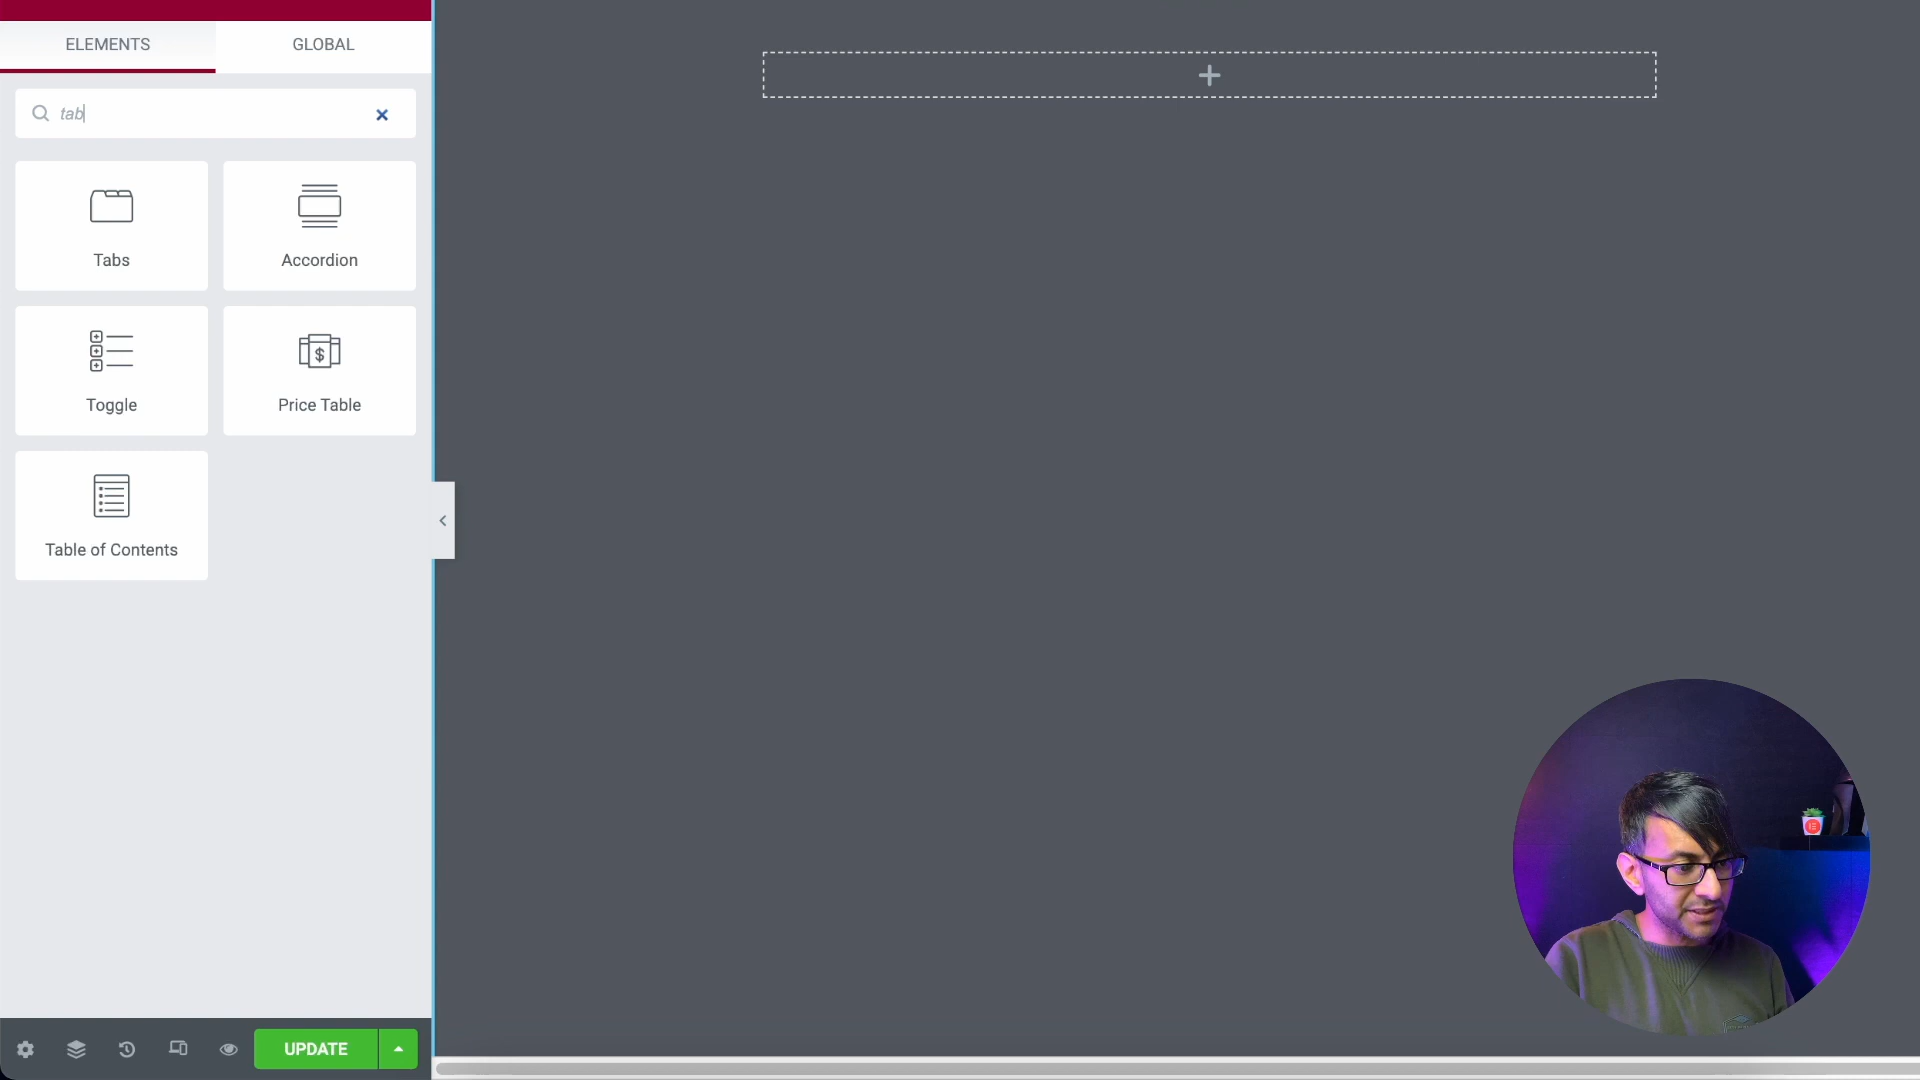 ELEMENTS
GLOBAL
tab
Tabs
Accordion
Toggle
Price Table
Table of Contents
UPDATE